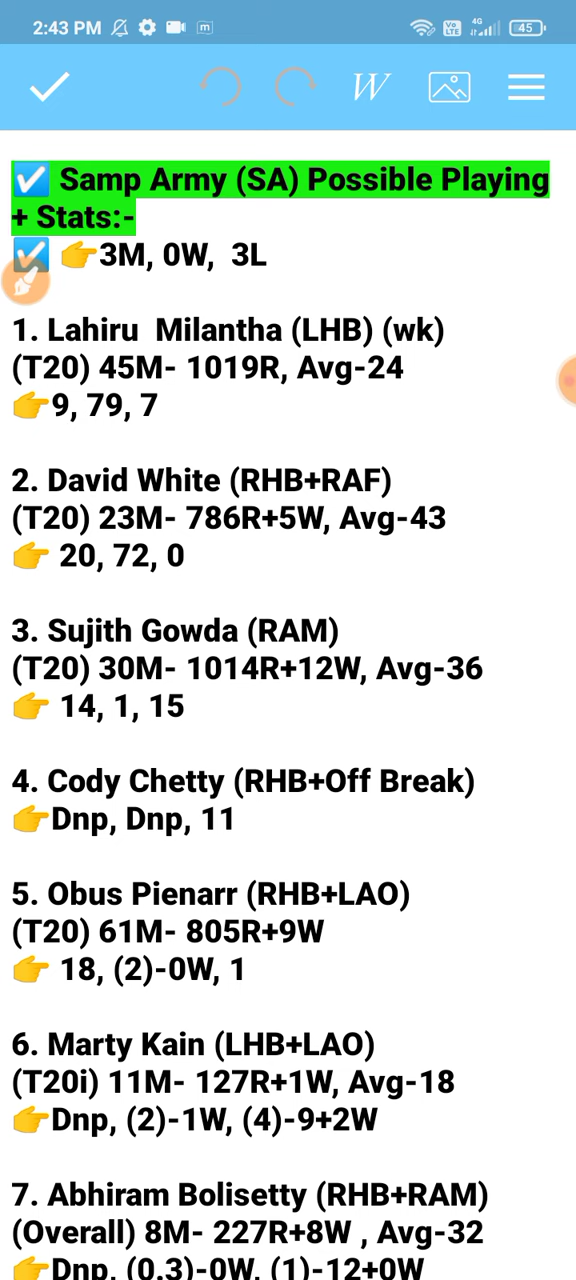 2:43 PM
4G
Vo
LTE
45
W
✅ Samp Army (SA) Possible Playing
+ Stats:-
✅ 👉3M, 0W, 3L
1. Lahiru Milantha (LHB) (wk)
(T20) 45M- 1019R, Avg-24
👉9, 79, 7
2. David White (RHB+RAF)
(T20) 23M- 786R+5W, Avg-43
👉 20, 72, 0
3. Sujith Gowda (RAM)
(T20) 30M- 1014R+12W, Avg-36
👉 14, 1, 15
4. Cody Chetty (RHB+Off Break)
👉Dnp, Dnp, 11
5. Obus Pienarr (RHB+LAO)
(T20) 61M- 805R+9W
👉 18, (2)-0W, 1
6. Marty Kain (LHB+LAO)
(T20i) 11M- 127R+1W, Avg-18
👉Dnp, (2)-1W, (4)-9+2W
7. Abhiram Bolisetty (RHB+RAM)
(Overall) 8M- 227R+8W , Avg-32
👉Dnp, (0.3)-0W, (1)-12+0W